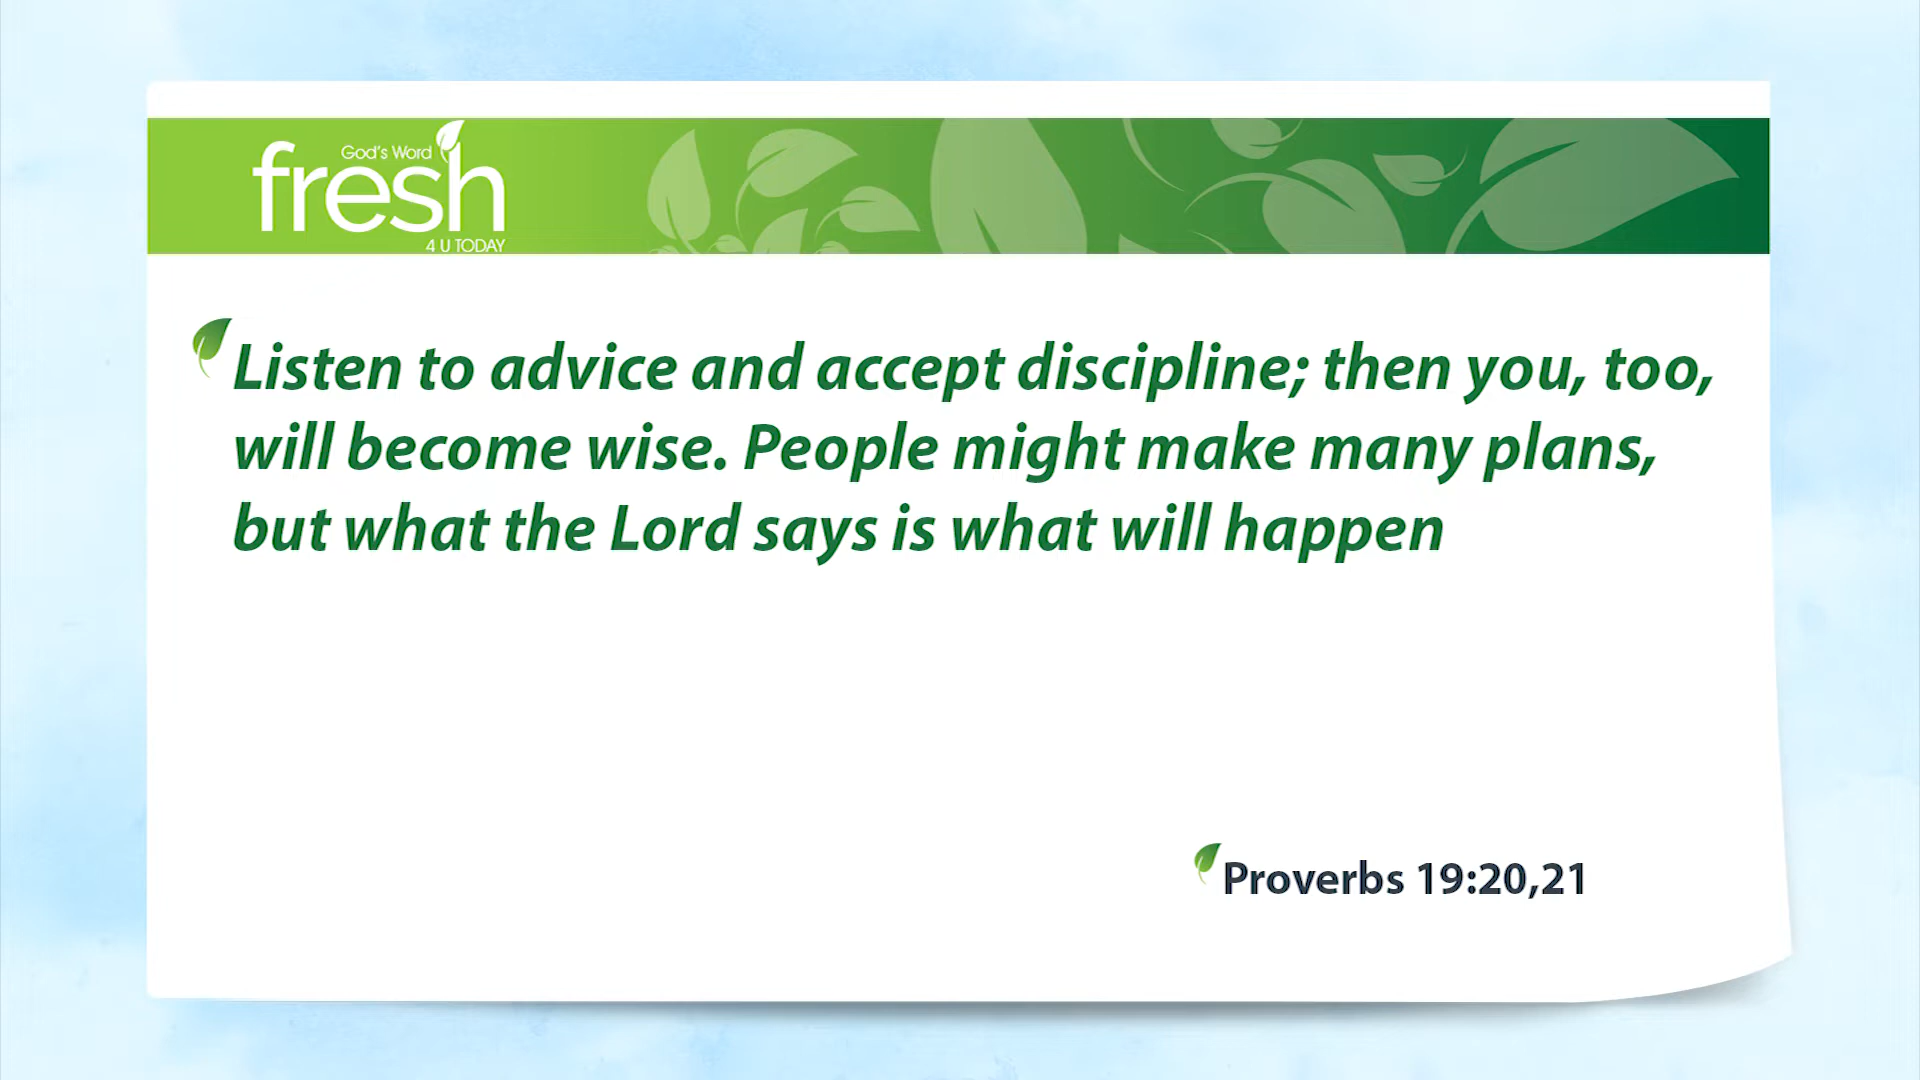 God's Word
fresh
4 U TODAY
Listen to advice and accept discipline; then you, too,
will become wise. People might make many plans,
but what the Lord says is what will happen
Proverbs 19:20,21